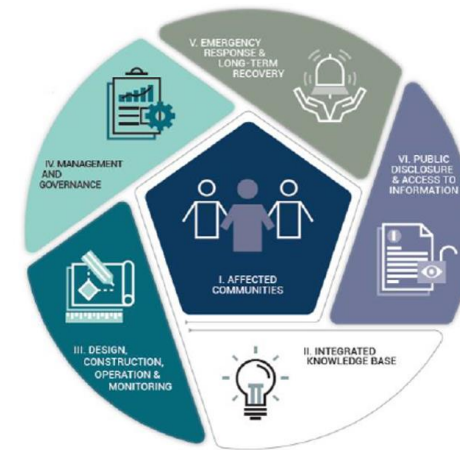 V. EMERGENCY
RESPONSE &
LONG-TERM
RECOVERY
VI. PUBLIC
DISCLOSURE
& ACCESS TO
INFORMATION
IV. MANAGEMENT
AND
GOVERNANCE
I. AFFECTED
COMMUNITIES
II. INTEGRATED
KNOWLEDGE BASE
III. DESIGN,
CONSTRUCTION,
OPERATION &
MONITORING